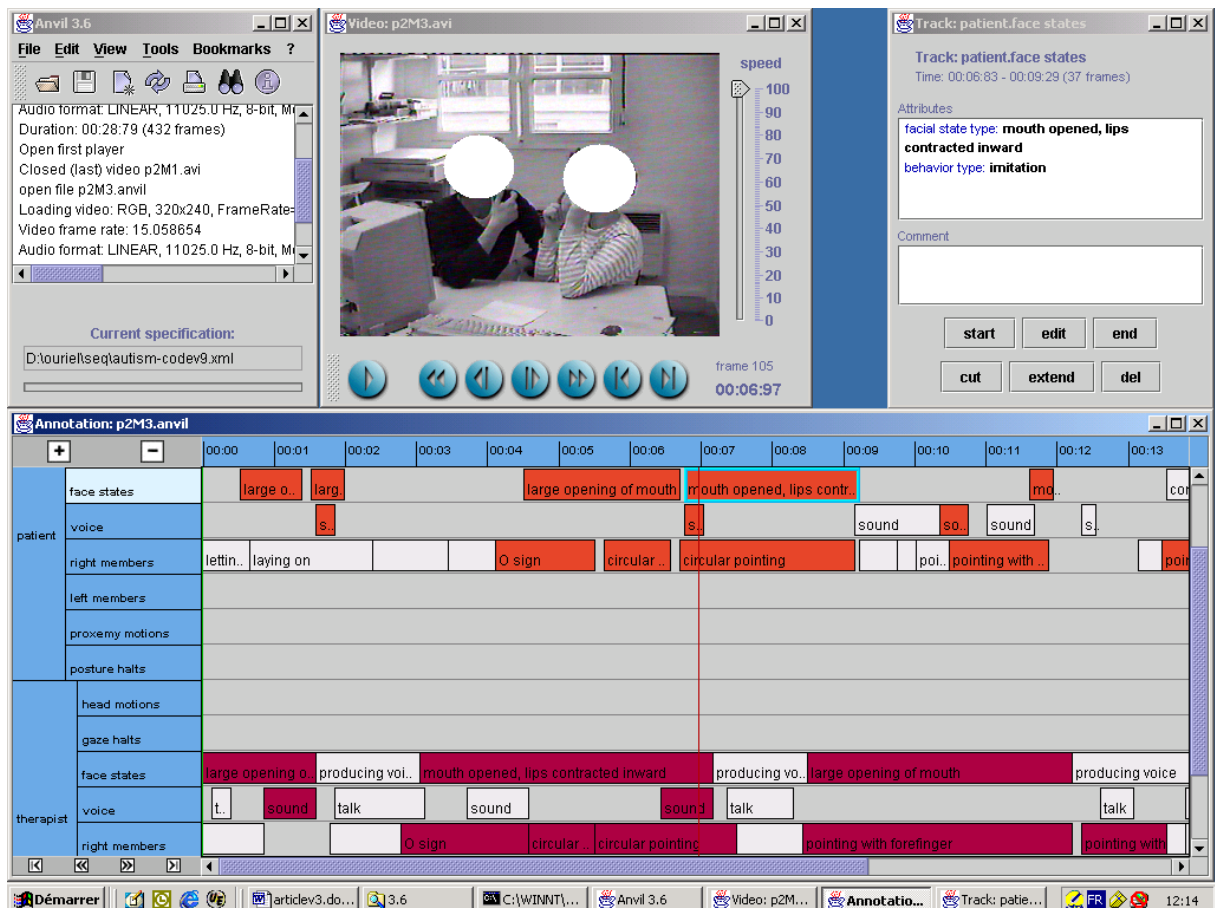 Anvil 3.6
File Edit View Tools Bookmarks ?
Audio format: LINEAR, 11025.0 Hz, 8-bit, M
Duration: 00:28:79 (432 frames)
Open first player
Closed (last) video p2M1.avi
open file p2M3.anvil
Loading video: RGB, 320x240, FrameRate=
Video frame rate: 15.058654
Audio format: LINEAR, 11025.0 Hz, 8-bit, M
Current specification:
D:\ouriel\seq\autism-codev9.xml
Video: p2M3.avi
speed
100
90
80
70
60
50
40
30
20
10
0
frame 105
00:06:97
Track: patient.face states
Track: patient.face states
Time: 00:06:83 - 00:09:29 (37 frames)
Attributes
facial state type: mouth opened, lips
contracted inward
behavior type: imitation
Comment
start edit end
cut extend del
Annotation: p2M3.anvil
+ - 00:00 00:01 00:02 00:03 00:04 00:05 00:06 00:07 00:08 00:09 00:10 00:11 00:12 00:13
patient
face states large o.. larg. large opening of mouth mouth opened, lips contr.. mo.. cor
voice s.. s.. sound so.. sound s.
right members lettin.. laying on O sign circular .. circular pointing poi.. pointing with .. poin
left members
proxemy motions
posture halts
therapist
head motions
gaze halts
face states large opening o.. producing voi.. mouth opened, lips contracted inward producing vo.. large opening of mouth producing voice
voice t.. sound talk sound sound talk talk
right members O sign circular .. circular pointing pointing with forefinger pointing with
Démarrer articlev3.do... 3.6 C:\WINNT\... Anvil 3.6 Video: p2M... Annotatio... Track: patie... FR 12:14